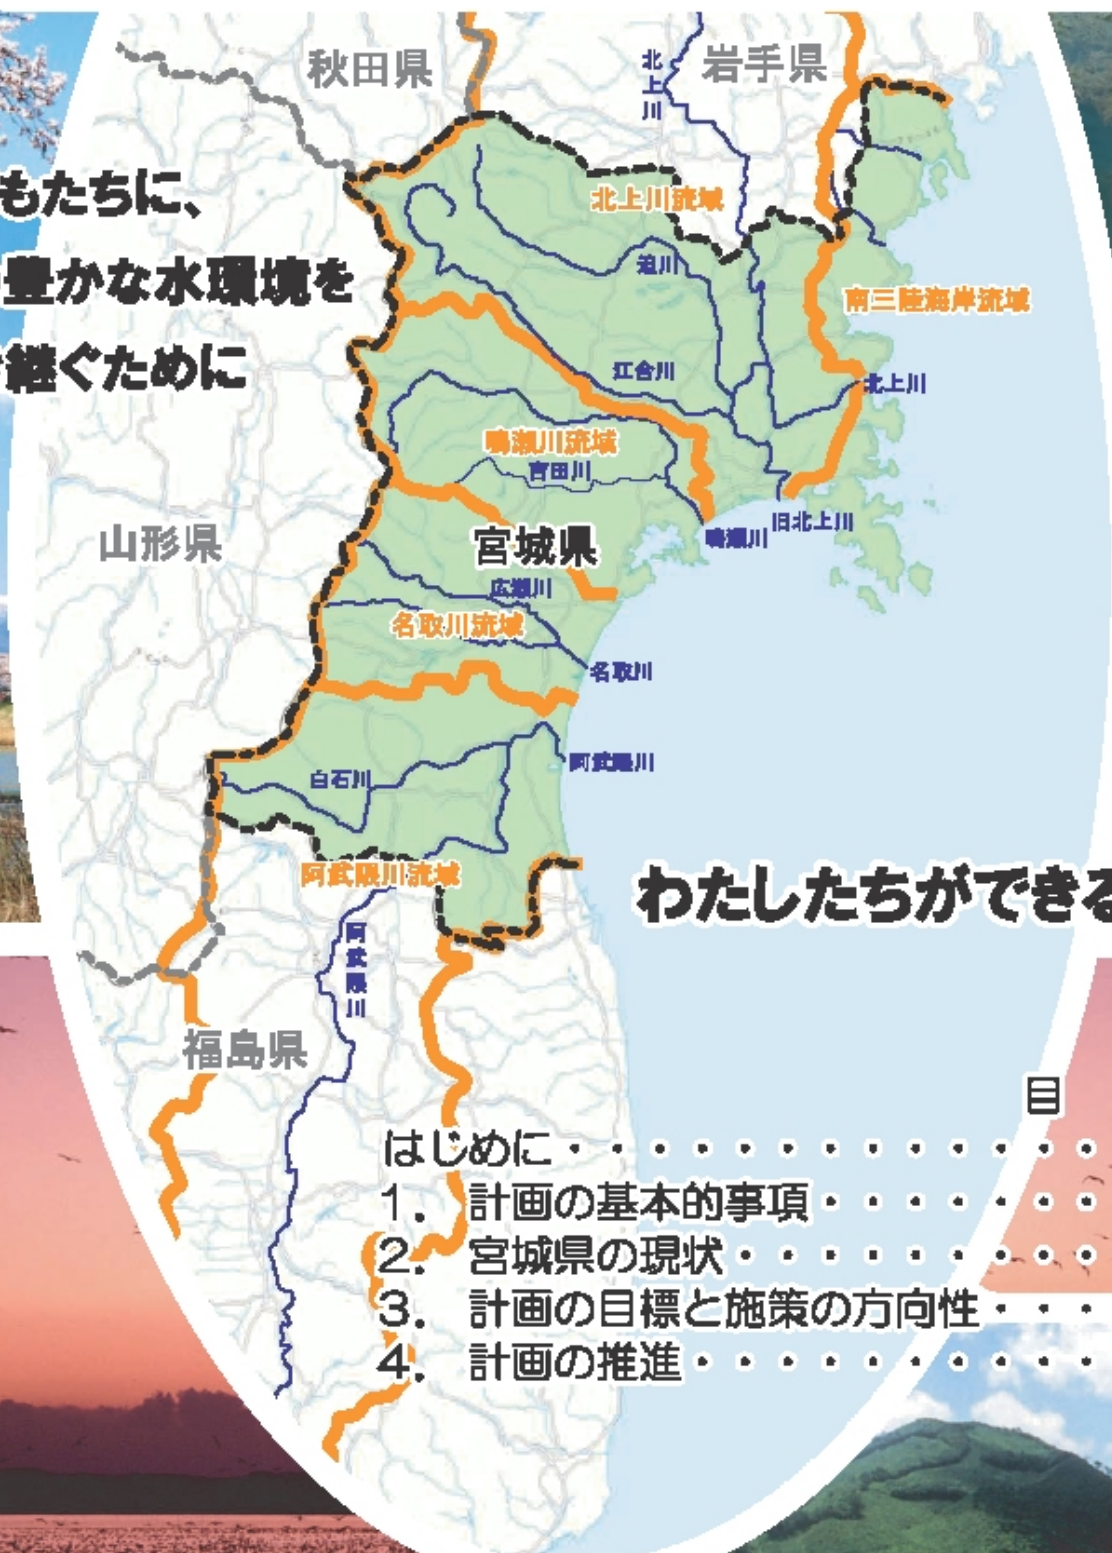 秋田県
北上川
岩手県
もたちに、
豊かな水環境を
継ぐために
北上川流域
迫川
南三陸海岸流域
江合川
北上川
鳴瀬川流域
吉田川
旧北上川
鳴瀬川
山形県
宮城県
広瀬川
名取川流域
名取川
阿武隈川
白石川
阿武隈川流域
わたしたちができる
阿武隈川
福島県
目
はじめに・・・・・・・・・・・・・
1. 計画の基本的事項・・・・・・・
2. 宮城県の現状・・・・・・・・・
3. 計画の目標と施策の方向性・・・
4. 計画の推進・・・・・・・・・・